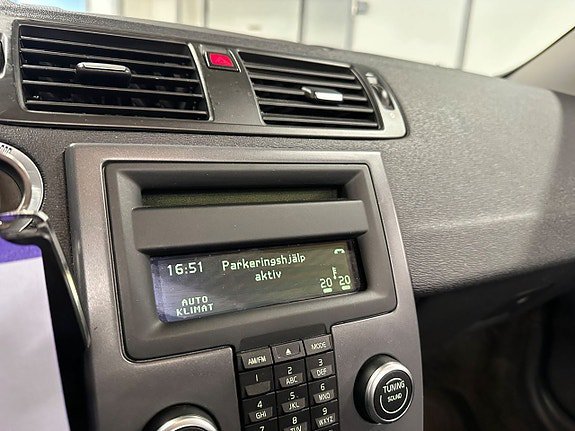 16:51 Parkeringshjälp
aktiv
20 20
AUTO
KLIMAT
AM/FM MODE
1 2 ABC 3 DEF
4 GHI 5 JKL 6 MNO
7 8 TUV 9 WXYZ
TUNING
SOUND